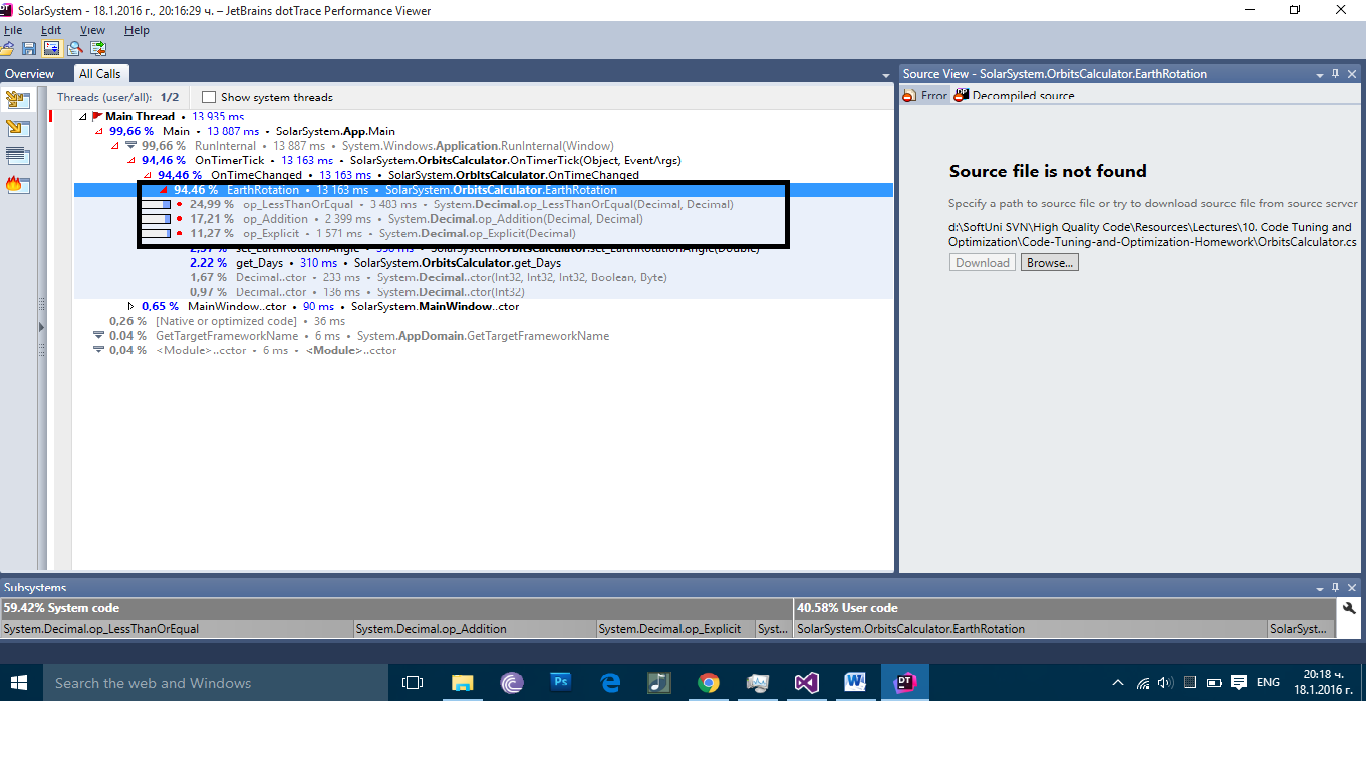 SolarSystem - 18.1.2016 г., 20:16:29 ч. – JetBrains dotTrace Performance Viewer
File Edit View Help
Overview All Calls
Threads (user/all): 1/2 Show system threads
Main Thread • 13 935 ms
99,66 % Main • 13 887 ms • SolarSystem.App.Main
99,66 % RunInternal • 13 887 ms • System.Windows.Application.RunInternal(Window)
94,46 % OnTimerTick • 13 163 ms • SolarSystem.OrbitsCalculator.OnTimerTick(Object, EventArgs)
94,46 % OnTimeChanged • 13 163 ms • SolarSystem.OrbitsCalculator.OnTimeChanged
94,46 % EarthRotation • 13 163 ms • SolarSystem.OrbitsCalculator.EarthRotation
24,99 % op_LessThanOrEqual • 3 483 ms • System.Decimal.op_LessThanOrEqual(Decimal, Decimal)
17,21 % op_Addition • 2 399 ms • System.Decimal.op_Addition(Decimal, Decimal)
11,27 % op_Explicit • 1 571 ms • System.Decimal.op_Explicit(Decimal)
set_EarthRotationAngle • ms • SolarSystem.OrbitsCalculator.set_EarthRotationAngle(Double)
2,22 % get_Days • 310 ms • SolarSystem.OrbitsCalculator.get_Days
1,67 % Decimal..ctor • 233 ms • System.Decimal..ctor(Int32, Int32, Int32, Boolean, Byte)
0,97 % Decimal..ctor • 136 ms • System.Decimal..ctor(Int32)
0,65 % MainWindow..ctor • 90 ms • SolarSystem.MainWindow..ctor
0,26 % [Native or optimized code] • 36 ms
0,04 % GetTargetFrameworkName • 6 ms • System.AppDomain.GetTargetFrameworkName
0,04 % <Module>..cctor • 6 ms • <Module>..cctor
Source View - SolarSystem.OrbitsCalculator.EarthRotation
Error Decompiled source
Source file is not found
Specify a path to source file or try to download source file from source server
d:\SoftUni SVN\High Quality Code\Resources\Lectures\10. Code Tuning and
Optimization\Code-Tuning-and-Optimization-Homework\OrbitsCalculator.cs
Download Browse...
Subsystems
59.42% System code 40.58% User code
System.Decimal.op_LessThanOrEqual System.Decimal.op_Addition System.Decimal.op_Explicit Syst... SolarSystem.OrbitsCalculator.EarthRotation SolarSyst...
Search the web and Windows Ps W DT ENG 20:18 ч.
18.1.2016 г.